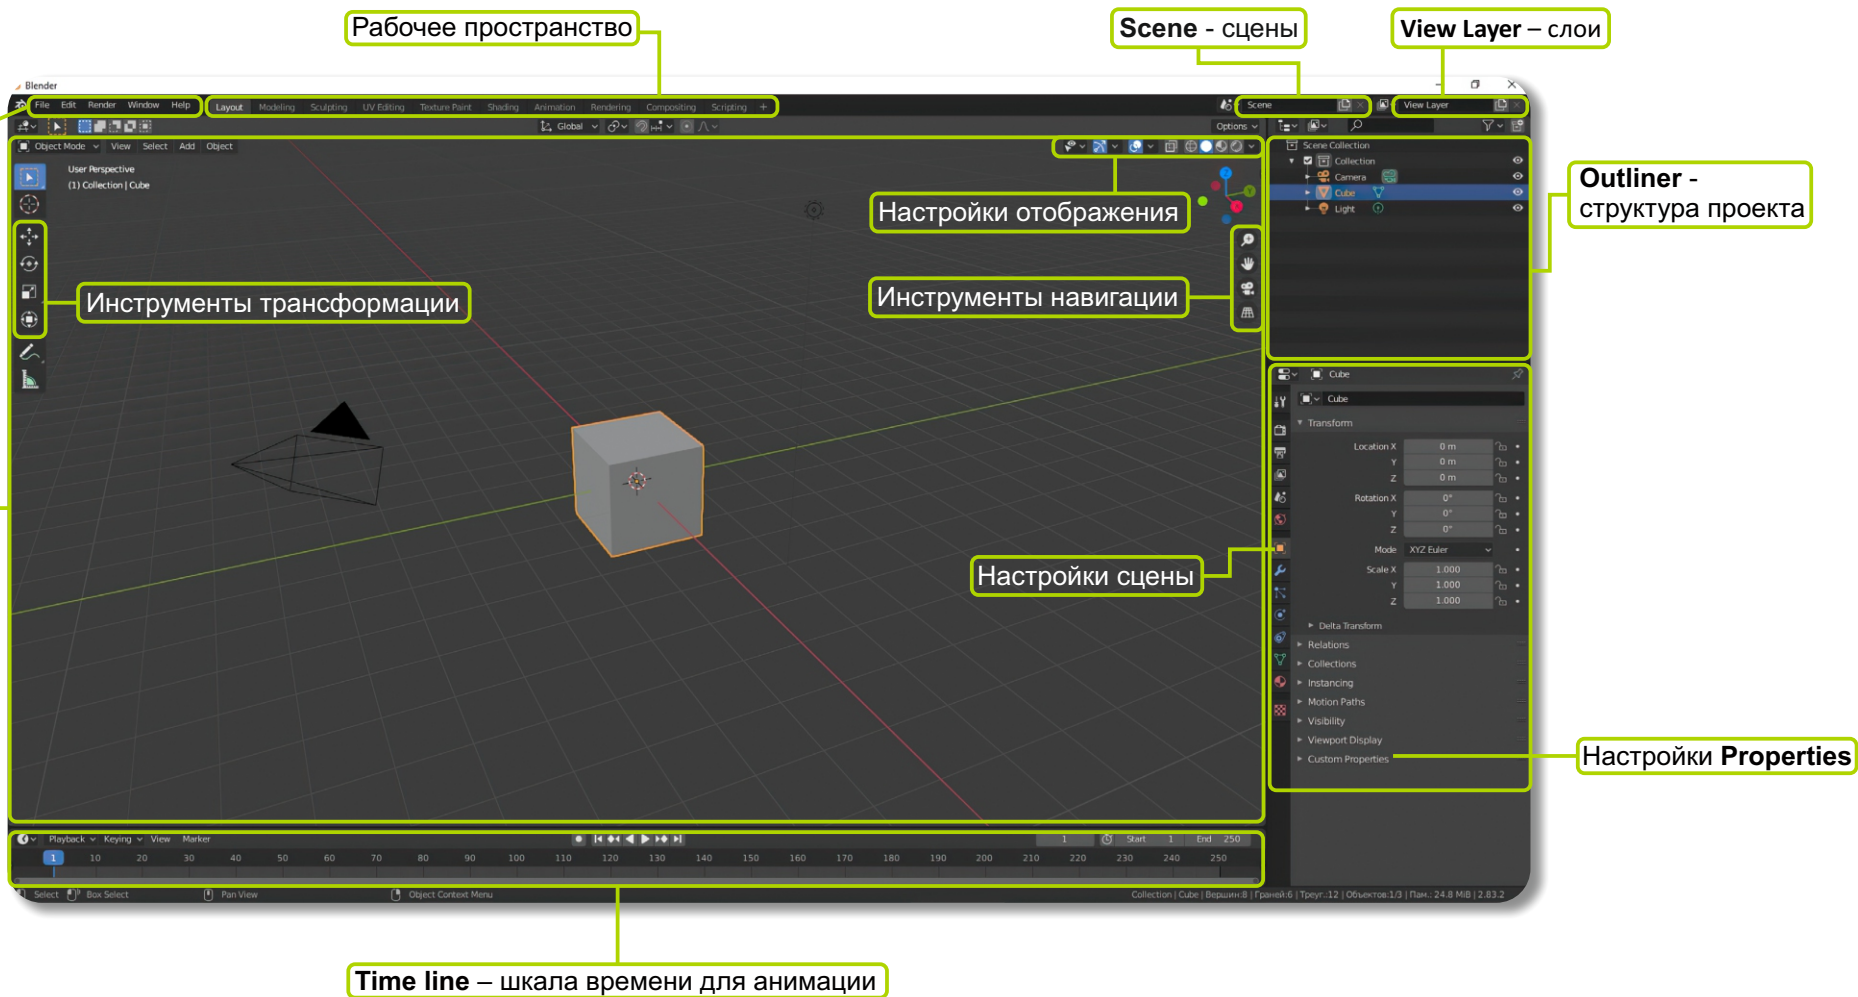 Рабочее пространство
Scene - сцены
View Layer – слои
Blender
File Edit Render Window Help
Layout Modeling Sculpting UV Editing Texture Paint Shading Animation Rendering Compositing Scripting +
Scene
View Layer
Global
Options
Object Mode View Select Add Object
User Perspective
(1) Collection | Cube
Scene Collection
Collection
Camera
Cube
Light
Outliner -
структура проекта
Настройки отображения
Инструменты навигации
Инструменты трансформации
Cube
Cube
Transform
Location X 0 m
Y 0 m
Z 0 m
Rotation X 0°
Y 0°
Z 0°
Mode XYZ Euler
Scale X 1.000
Y 1.000
Z 1.000
Delta Transform
Relations
Collections
Instancing
Motion Paths
Visibility
Viewport Display
Custom Properties
Настройки сцены
Настройки Properties
Playback Keying View Marker
1 Start 1 End 250
1 10 20 30 40 50 60 70 80 90 100 110 120 130 140 150 160 170 180 190 200 210 220 230 240 250
Select Box Select Pan View Object Context Menu
Collection | Cube | Вершин:8 | Граней:6 | Треуг.:12 | Объектов:1/3 | Пам.: 24.8 MiB | 2.83.2
Time line – шкала времени для анимации